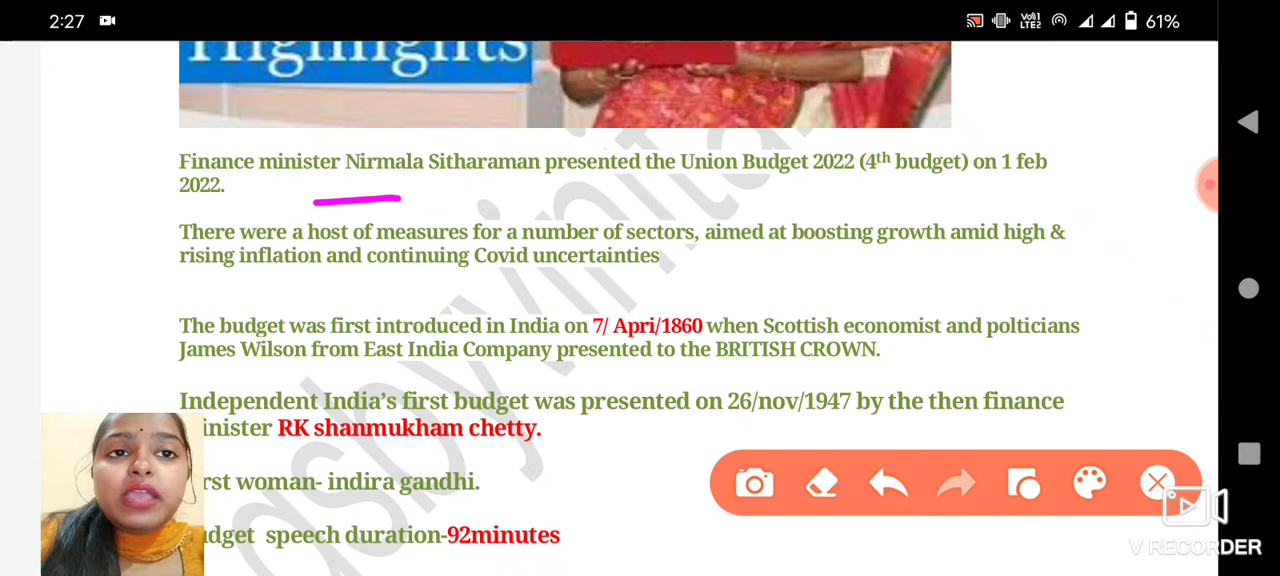 2:27
Vo)) LTE2
61%
Highlights
Finance minister Nirmala Sitharaman presented the Union Budget 2022 (4th budget) on 1 feb
2022.
There were a host of measures for a number of sectors, aimed at boosting growth amid high &
rising inflation and continuing Covid uncertainties
The budget was first introduced in India on 7/ Apri/1860 when Scottish economist and polticians
James Wilson from East India Company presented to the BRITISH CROWN.
Independent India's first budget was presented on 26/nov/1947 by the then finance
inister RK shanmukham chetty.
rst woman- indira gandhi.
udget speech duration-92minutes
V RECORDER